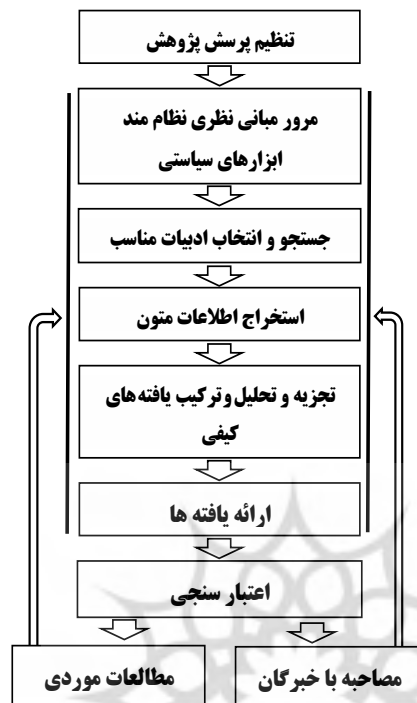 تنظیم پرسش پژوهش
مرور مبانی نظری نظام مند
ابزارهای سیاستی
جستجو و انتخاب ادبیات مناسب
استخراج اطلاعات متون
تجزیه و تحلیل وترکیب یافته های
کیفی
ارائه یافته ها
اعتبار سنجی
مصاحبه با خبرگان
مطالعات موردی